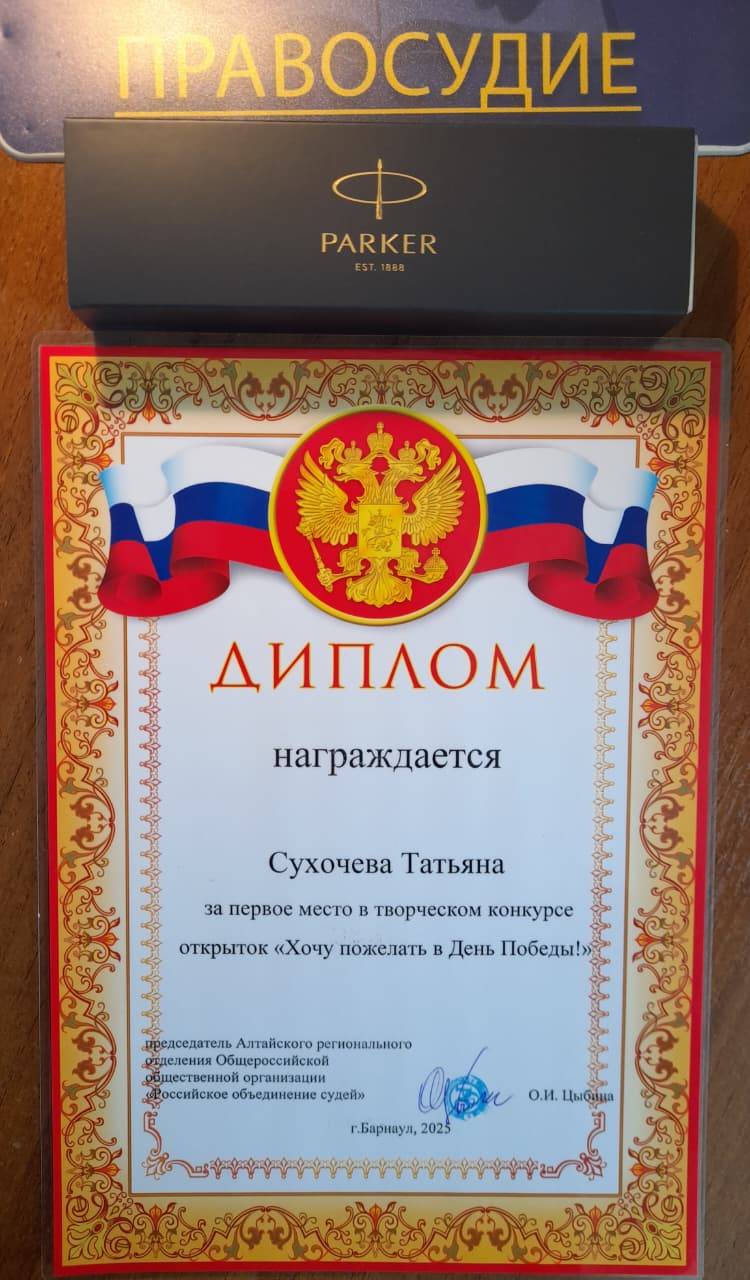 ПРАВОСУДИЕ
PARKER
EST. 1888
ДИПЛОМ
награждается
Сухочева Татьяна
за первое место в творческом конкурсе
открыток «Хочу пожелать в День Победы!»
председатель Алтайского регионального
отделения Общероссийской
общественной организации
«Российское объединение судей»
О.И. Цыбина
г.Барнаул, 2025